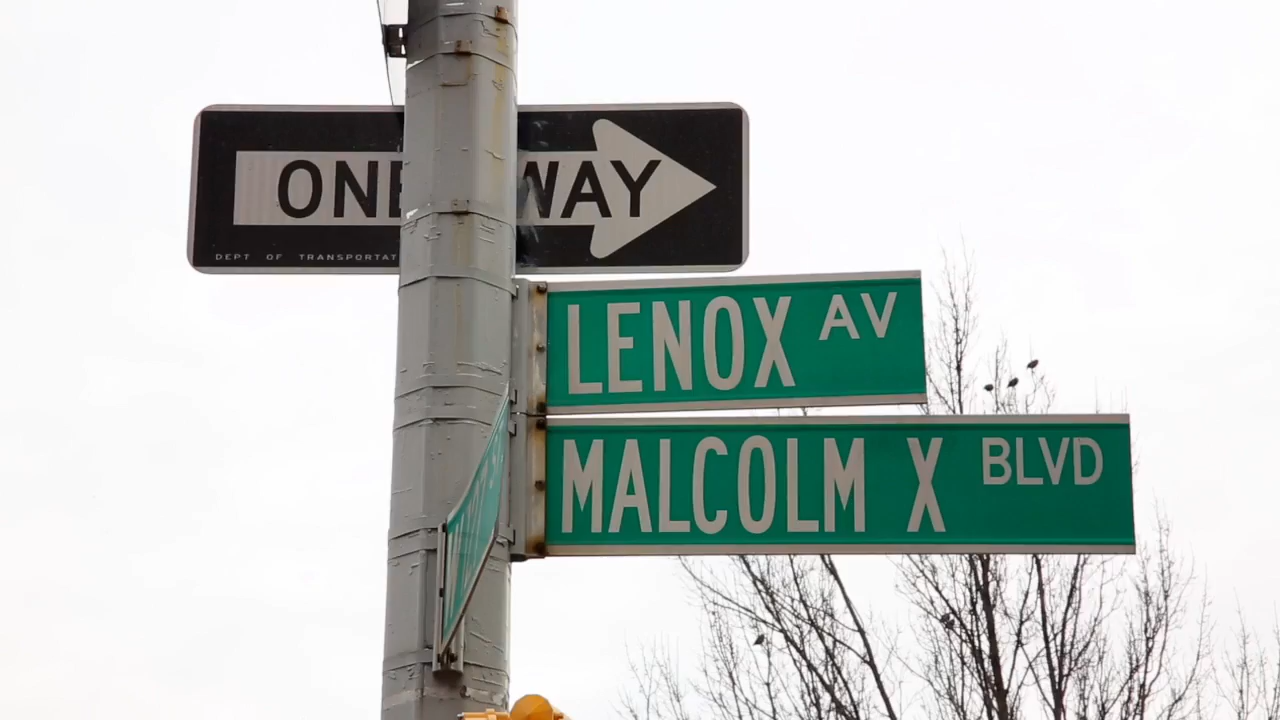 ONE WAY
DEPT OF TRANSPORTAT
LENOX AV
MALCOLM X BLVD